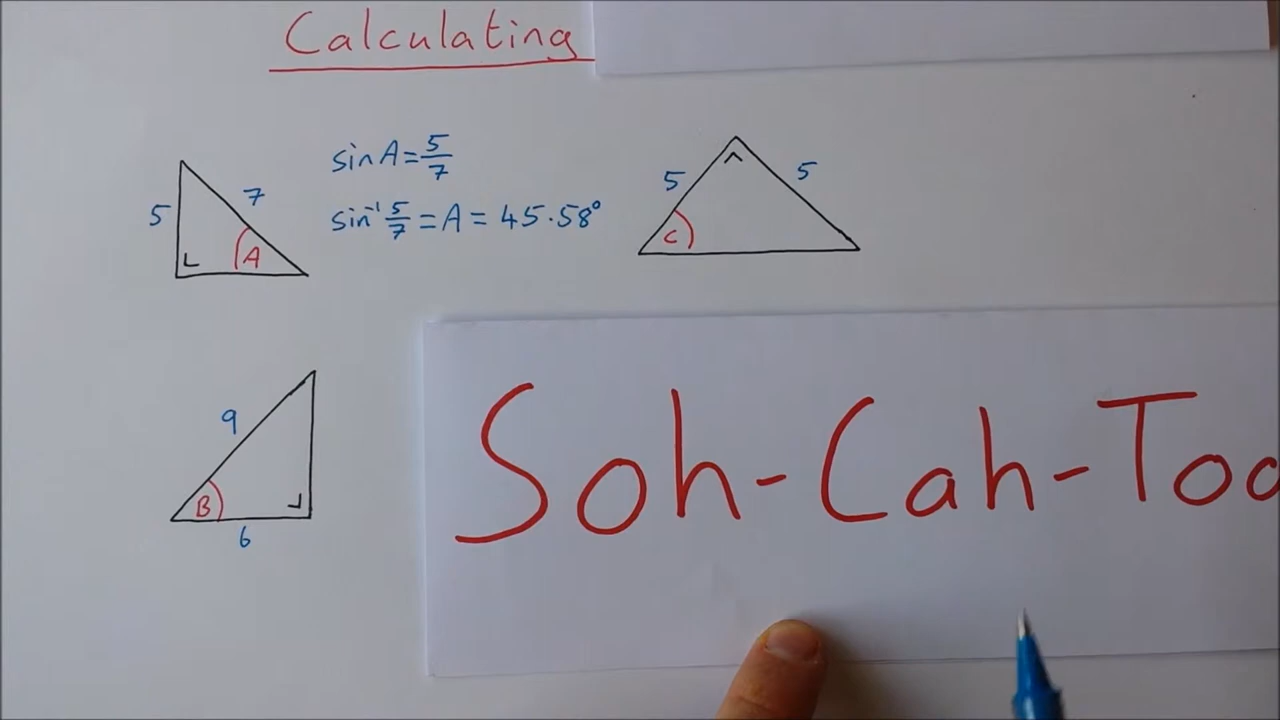 Calculating
5
7
A
sin A = 5/7
sin⁻¹ 5/7 = A = 45.58°
5
5
C
9
B
6
Soh-Cah-Toa